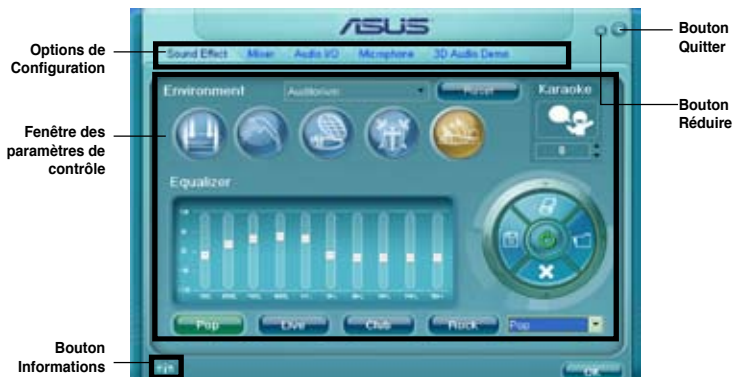 ASUS
Bouton
Quitter
Options de
Configuration
Sound Effect Mixer Audio I/O Microphone 3D Audio Demo
Environment Auditorium Reset Karaoke
Bouton
Réduire
Fenêtre des
paramètres de
contrôle
0
Equalizer
Pop Live Club Rock Pop
Bouton
Informations
OK